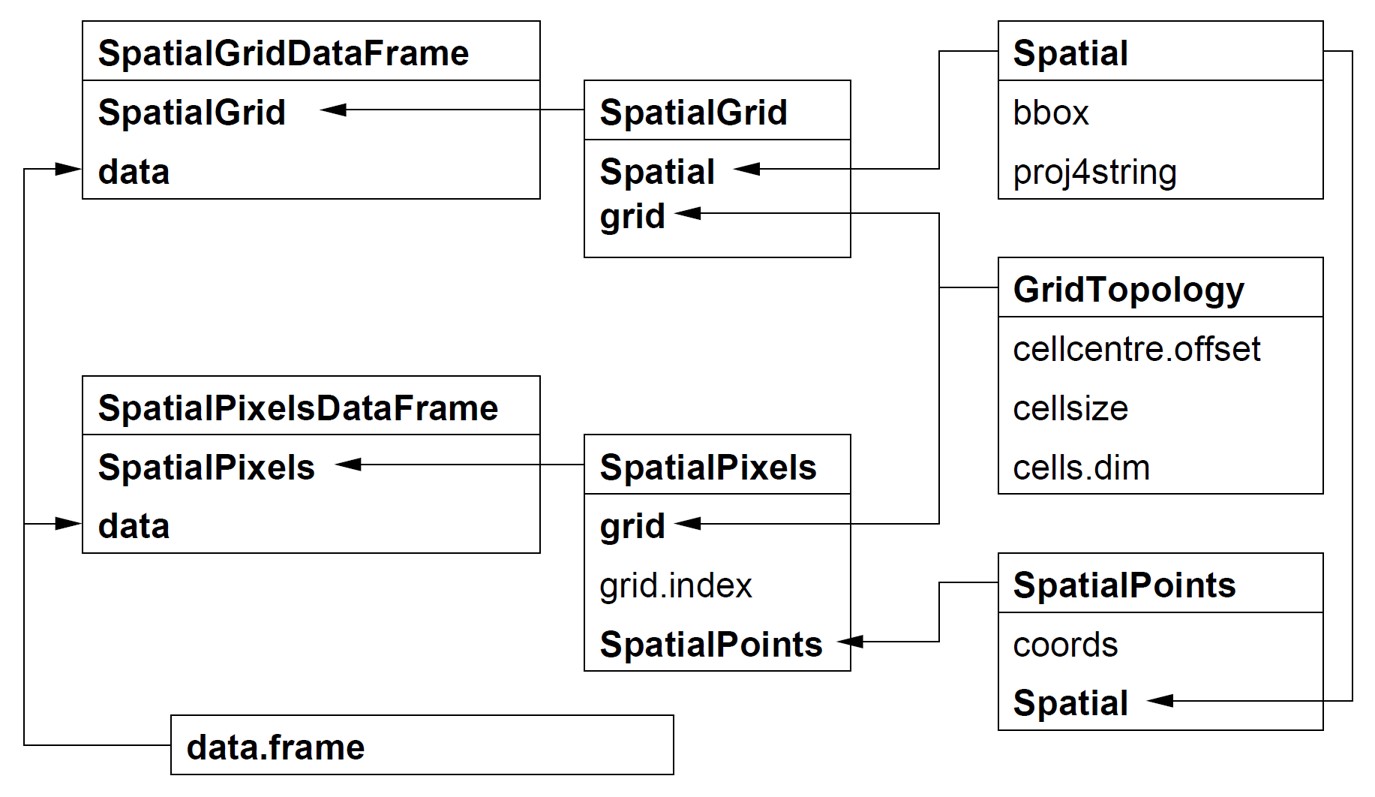 SpatialGridDataFrame
SpatialGrid
data
SpatialGrid
Spatial
grid
Spatial
bbox
proj4string
GridTopology
cellcentre.offset
cellsize
cells.dim
SpatialPixelsDataFrame
SpatialPixels
data
SpatialPixels
grid
grid.index
SpatialPoints
SpatialPoints
coords
Spatial
data.frame